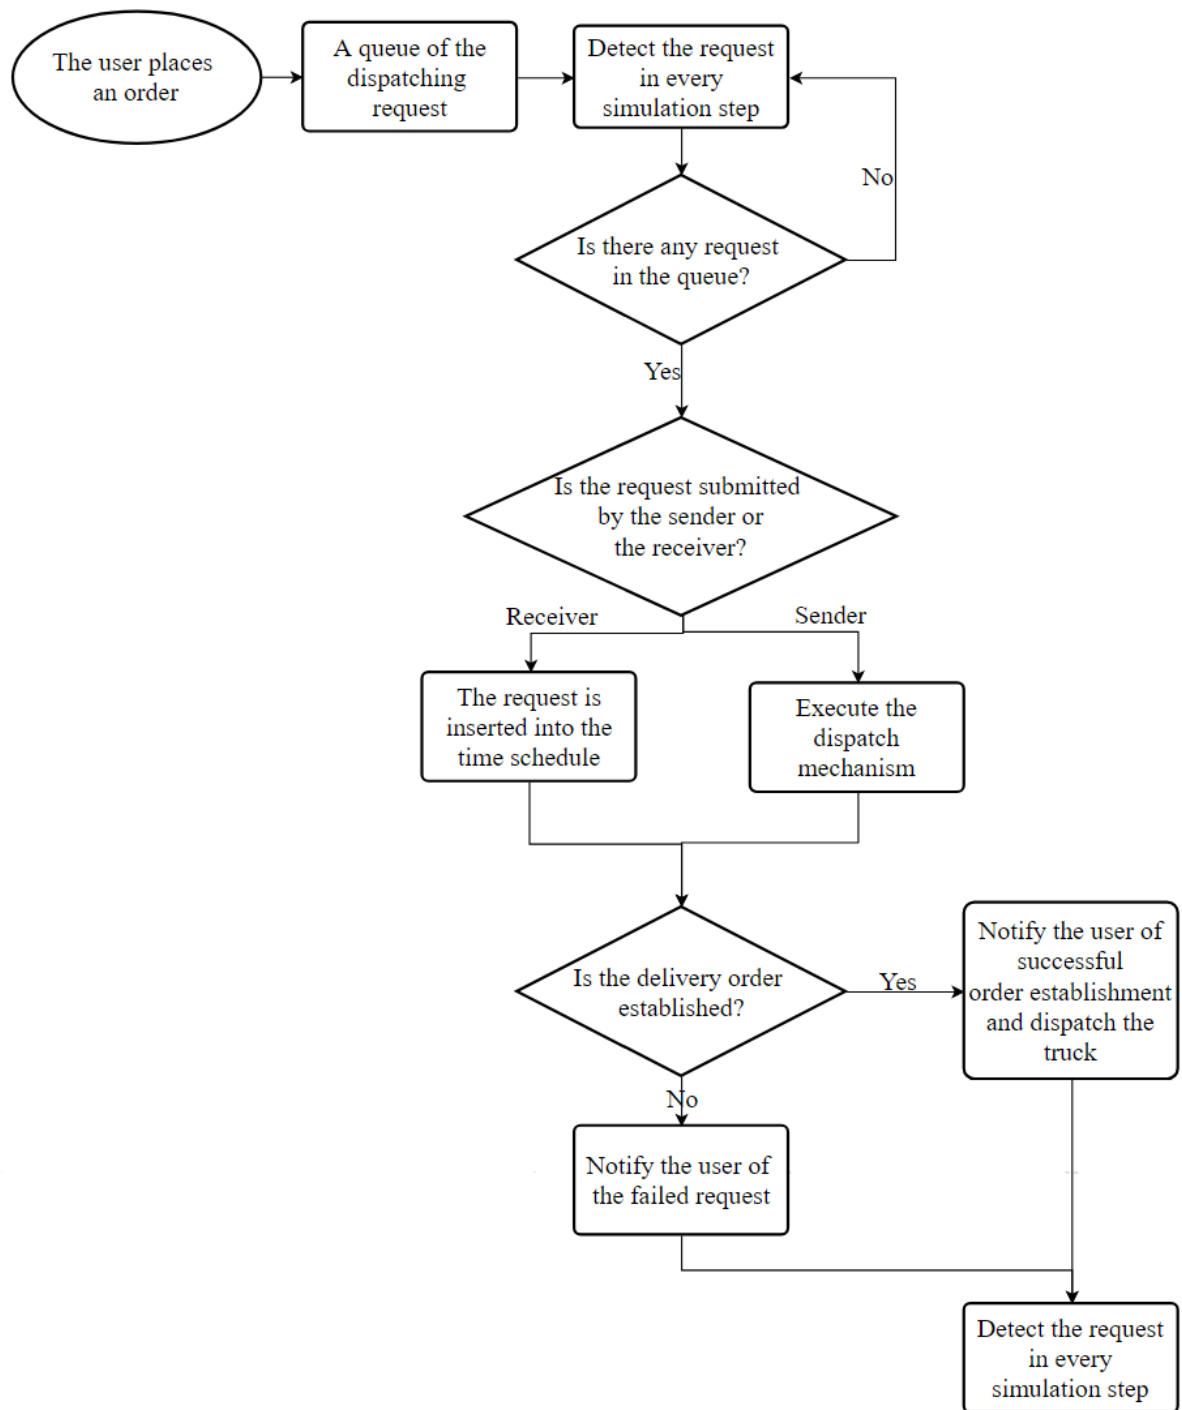 The user places
an order
A queue of the
dispatching
request
Detect the request
in every
simulation step
No
Is there any request
in the queue?
Yes
Is the request submitted
by the sender or
the receiver?
Receiver
Sender
The request is
inserted into the
time schedule
Execute the
dispatch
mechanism
Is the delivery order
established?
Yes
Notify the user of
successful
order establishment
and dispatch the
truck
No
Notify the user of
the failed request
Detect the request
in every
simulation step